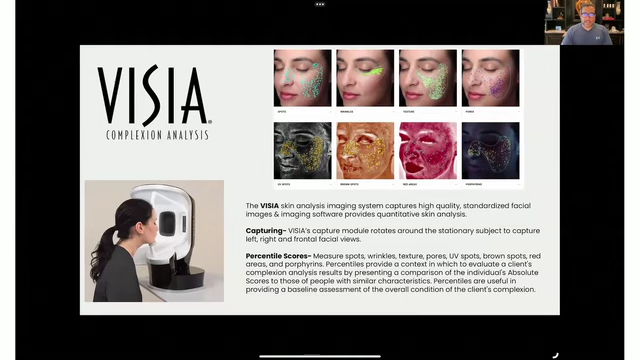 VISIA®
COMPLEXION ANALYSIS
SPOTS
WRINKLES
TEXTURE
PORES
UV SPOTS
BROWN SPOTS
RED AREAS
PORPHYRINS
The VISIA skin analysis imaging system captures high quality, standardized facial
images & imaging software provides quantitative skin analysis.
Capturing- VISIA's capture module rotates around the stationary subject to capture
left, right and frontal facial views.
Percentile Scores- Measure spots, wrinkles, texture, pores, UV spots, brown spots, red
areas, and porphyrins. Percentiles provide a context in which to evaluate a client's
complexion analysis results by presenting a comparison of the individual's Absolute
Scores to those of people with similar characteristics. Percentiles are useful in
providing a baseline assessment of the overall condition of the client's complexion.